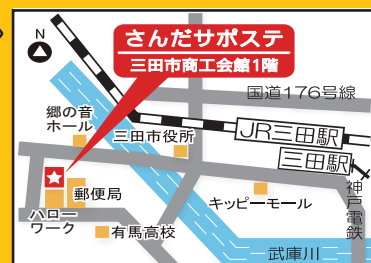 N
さんだサポステ
三田市商工会館1階
国道176号線
郷の音
ホール
三田市役所
JR三田駅
三田駅
神戸電鉄
郵便局
キッピーモール
ハロー
ワーク
有馬高校
武庫川